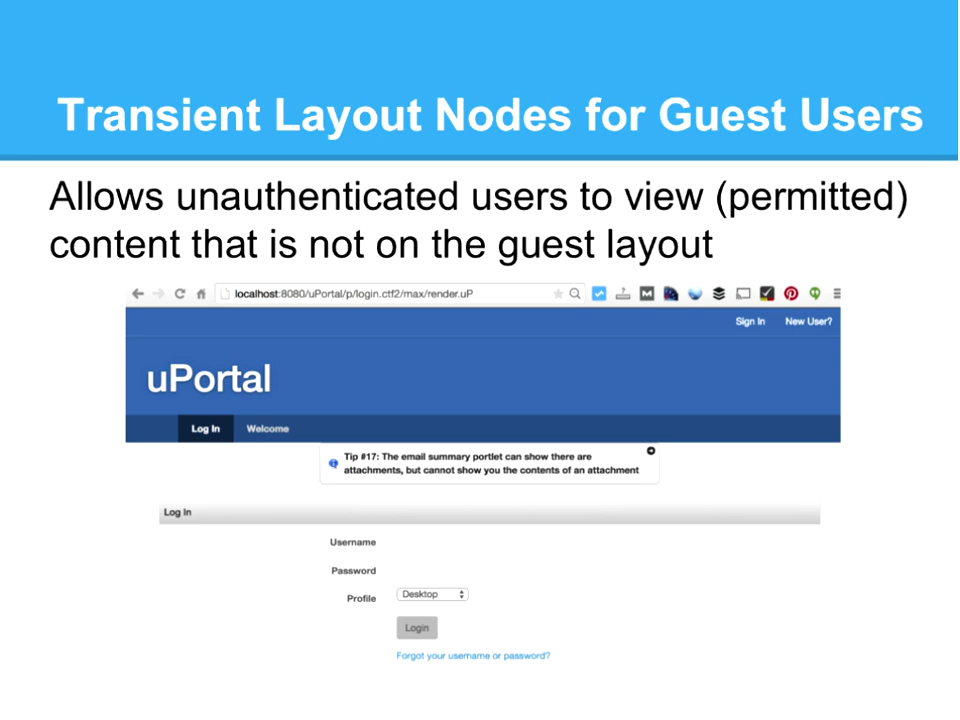 Transient Layout Nodes for Guest Users
Allows unauthenticated users to view (permitted)
content that is not on the guest layout
localhost:8080/uPortal/p/login.ctf2/max/render.uP
Sign In New User?
uPortal
Log In Welcome
Tip #17: The email summary portlet can show there are
attachments, but cannot show you the contents of an attachment
Log In
Username
Password
Profile Desktop
Login
Forgot your username or password?